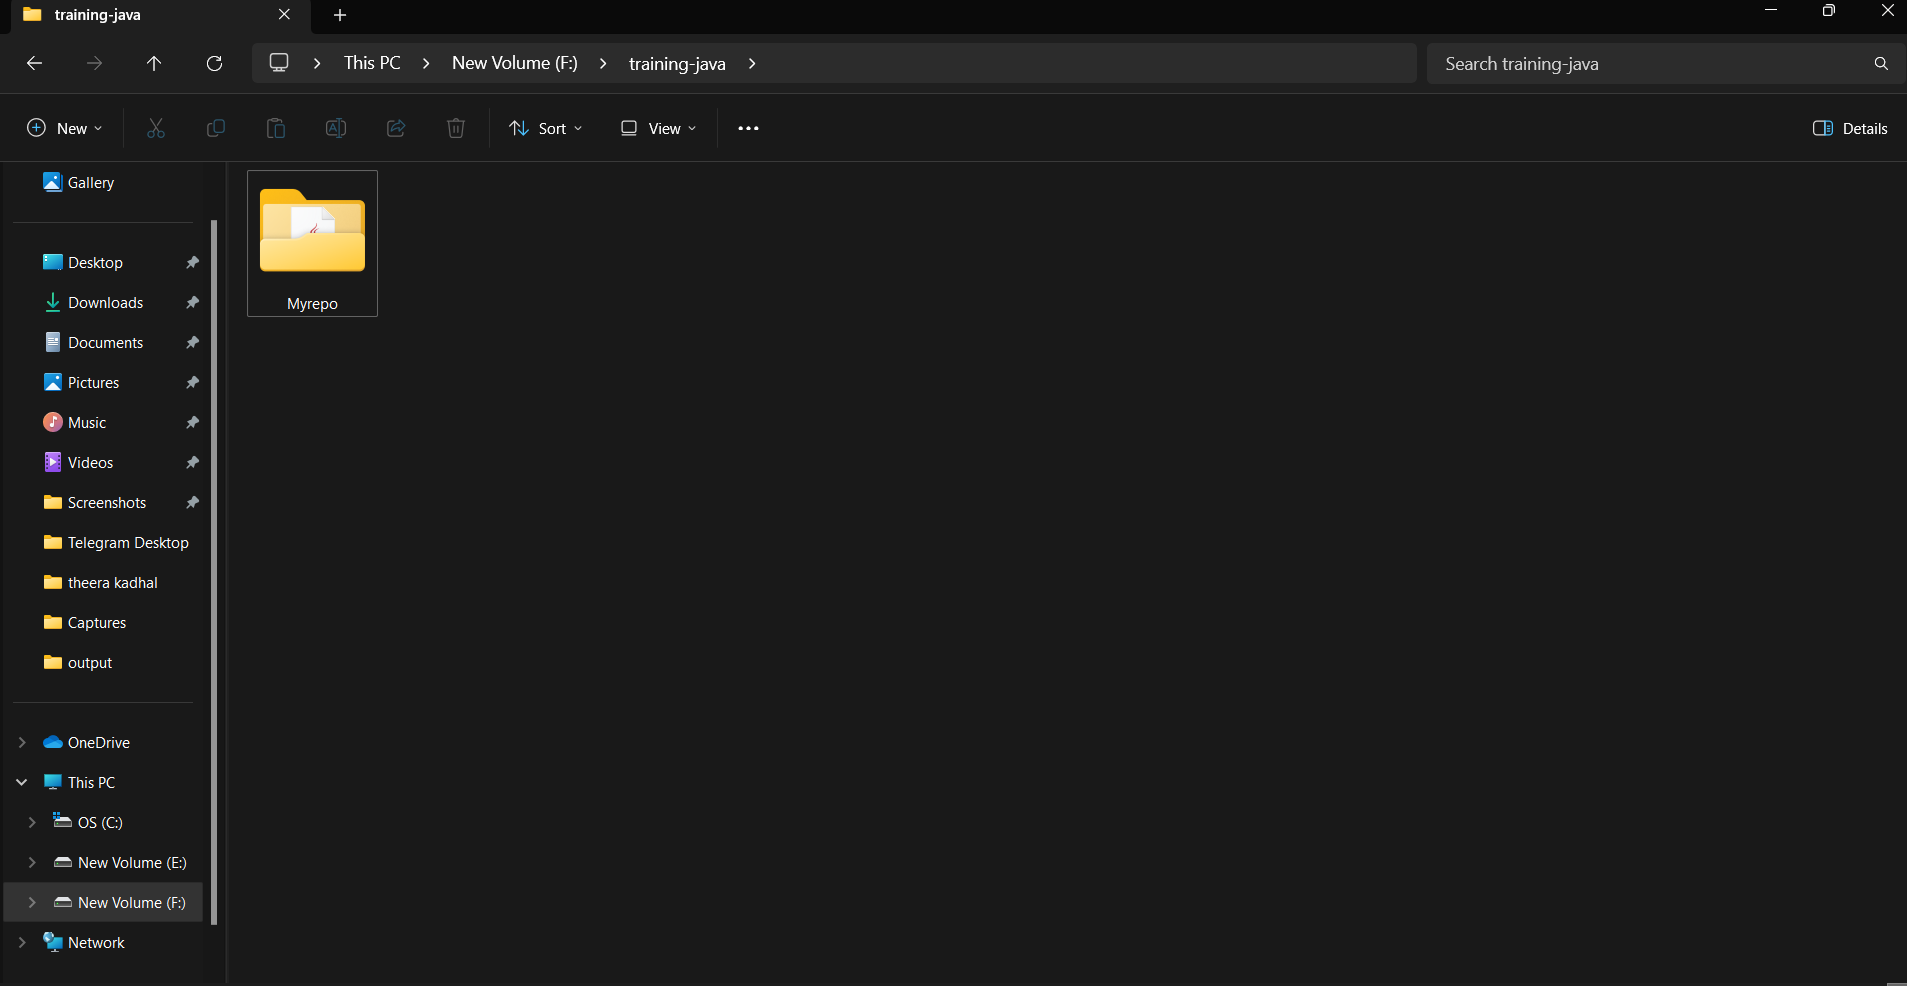 training-java
This PC New Volume (F:) training-java
Search training-java
New Sort View Details
Gallery
Desktop
Downloads
Documents
Pictures
Music
Videos
Screenshots
Telegram Desktop
theera kadhal
Captures
output
OneDrive
This PC
OS (C:)
New Volume (E:)
New Volume (F:)
Network
Myrepo